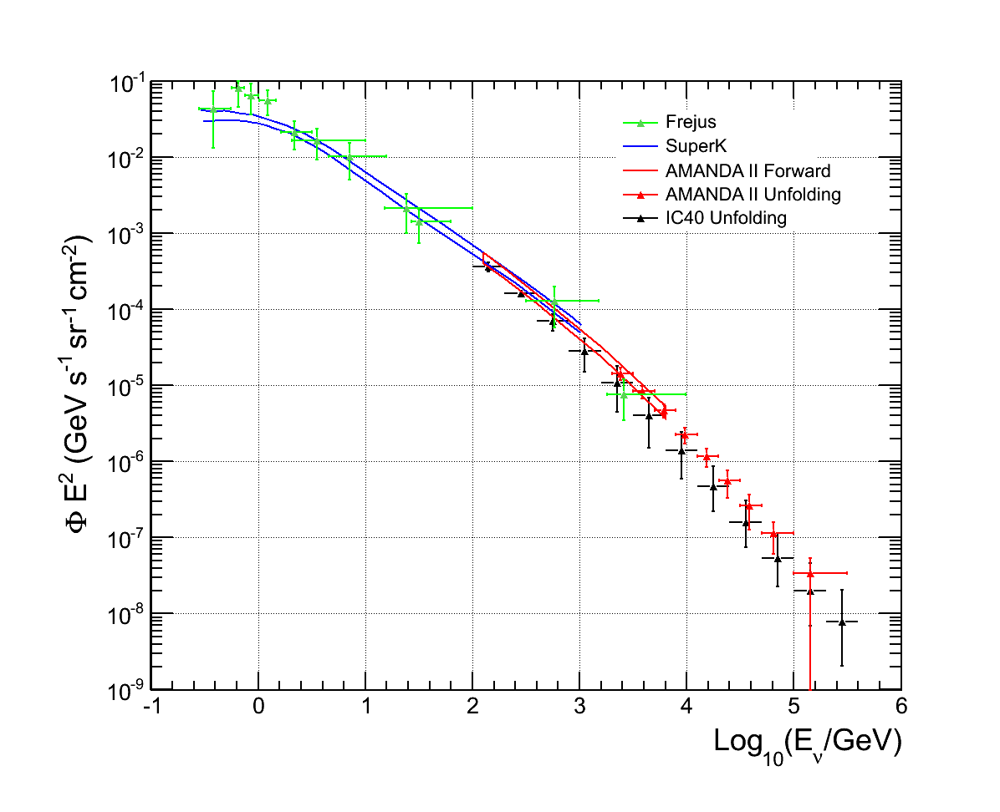 Φ E² (GeV s⁻¹ sr⁻¹ cm⁻²)
10⁻¹
10⁻²
10⁻³
10⁻⁴
10⁻⁵
10⁻⁶
10⁻⁷
10⁻⁸
10⁻⁹
Frejus
SuperK
AMANDA II Forward
AMANDA II Unfolding
IC40 Unfolding
-1 0 1 2 3 4 5 6
Log₁₀(Eν/GeV)